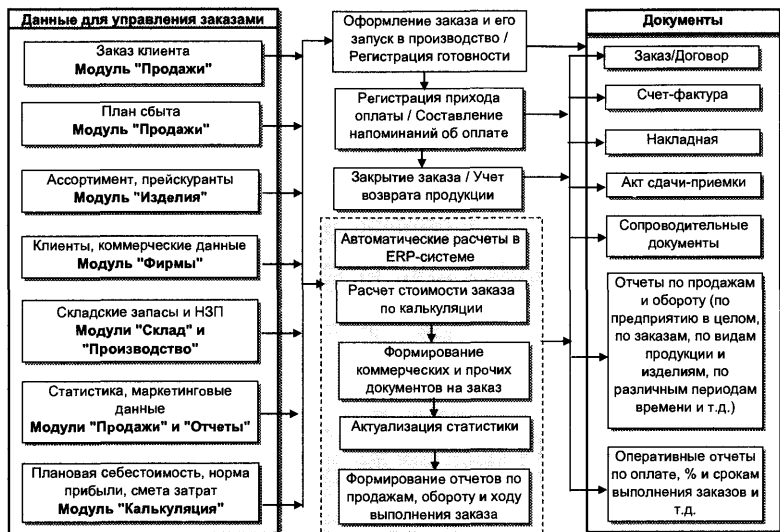 Данные для управления заказами
Заказ клиента
Модуль "Продажи"
План сбыта
Модуль "Продажи"
Ассортимент, прейскуранты
Модуль "Изделия"
Клиенты, коммерческие данные
Модуль "Фирмы"
Складские запасы и НЗП
Модули "Склад" и
"Производство"
Статистика, маркетинговые
данные
Модули "Продажи" и "Отчеты"
Плановая себестоимость, норма
прибыли, смета затрат
Модуль "Калькуляция"
Оформление заказа и его
запуск в производство /
Регистрация готовности
Регистрация прихода
оплаты / Составление
напоминаний об оплате
Закрытие заказа / Учет
возврата продукции
Автоматические расчеты в
ERP-системе
Расчет стоимости заказа
по калькуляции
Формирование
коммерческих и прочих
документов на заказ
Актуализация статистики
Формирование отчетов по
продажам, обороту и ходу
выполнения заказа
Документы
Заказ/Договор
Счет-фактура
Накладная
Акт сдачи-приемки
Сопроводительные
документы
Отчеты по продажам
и обороту (по
предприятию в целом,
по заказам, по видам
продукции и
изделиям, по
различным периодам
времени и т.д.)
Оперативные отчеты
по оплате, % и срокам
выполнения заказов и
т.д.